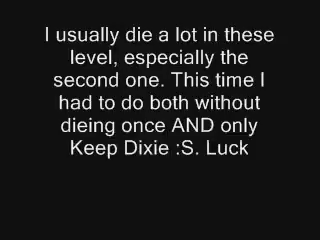 I usually die a lot in these
level, especially the
second one. This time I
had to do both without
dieing once AND only
Keep Dixie :S. Luck